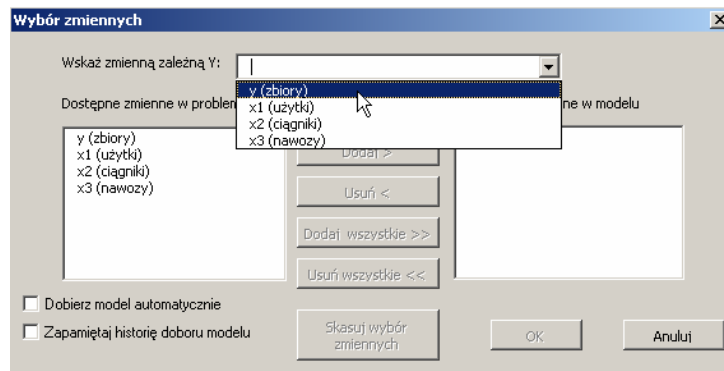 Wybór zmiennych
Wskaż zmienną zależną Y:
y (zbiory)
x1 (użytki)
x2 (ciągniki)
x3 (nawozy)
Dostępne zmienne w
ne w modelu
y (zbiory)
x1 (użytki)
x2 (ciągniki)
x3 (nawozy)
Dodaj >
Usuń <
Dodaj wszystkie >>
Usuń wszystkie <<
Dobierz model automatycznie
Zapamiętaj historię doboru modelu
Skasuj wybór
zmiennych
OK
Anuluj